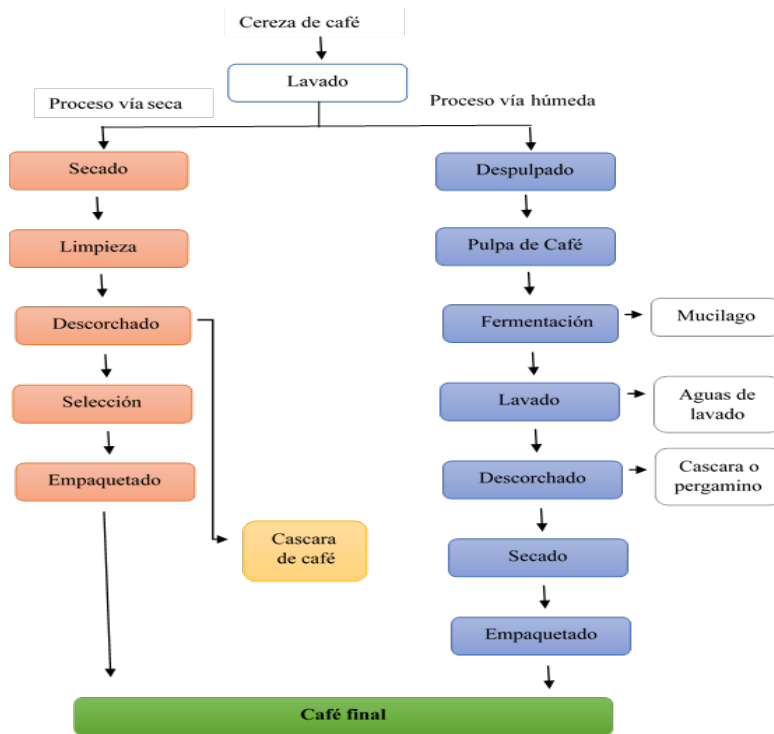 Cereza de café
Lavado
Proceso vía seca
Proceso vía húmeda
Secado
Limpieza
Descorchado
Selección
Empaquetado
Cascara
de café
Despulpado
Pulpa de Café
Fermentación
Mucilago
Lavado
Aguas de
lavado
Descorchado
Cascara o
pergamino
Secado
Empaquetado
Café final